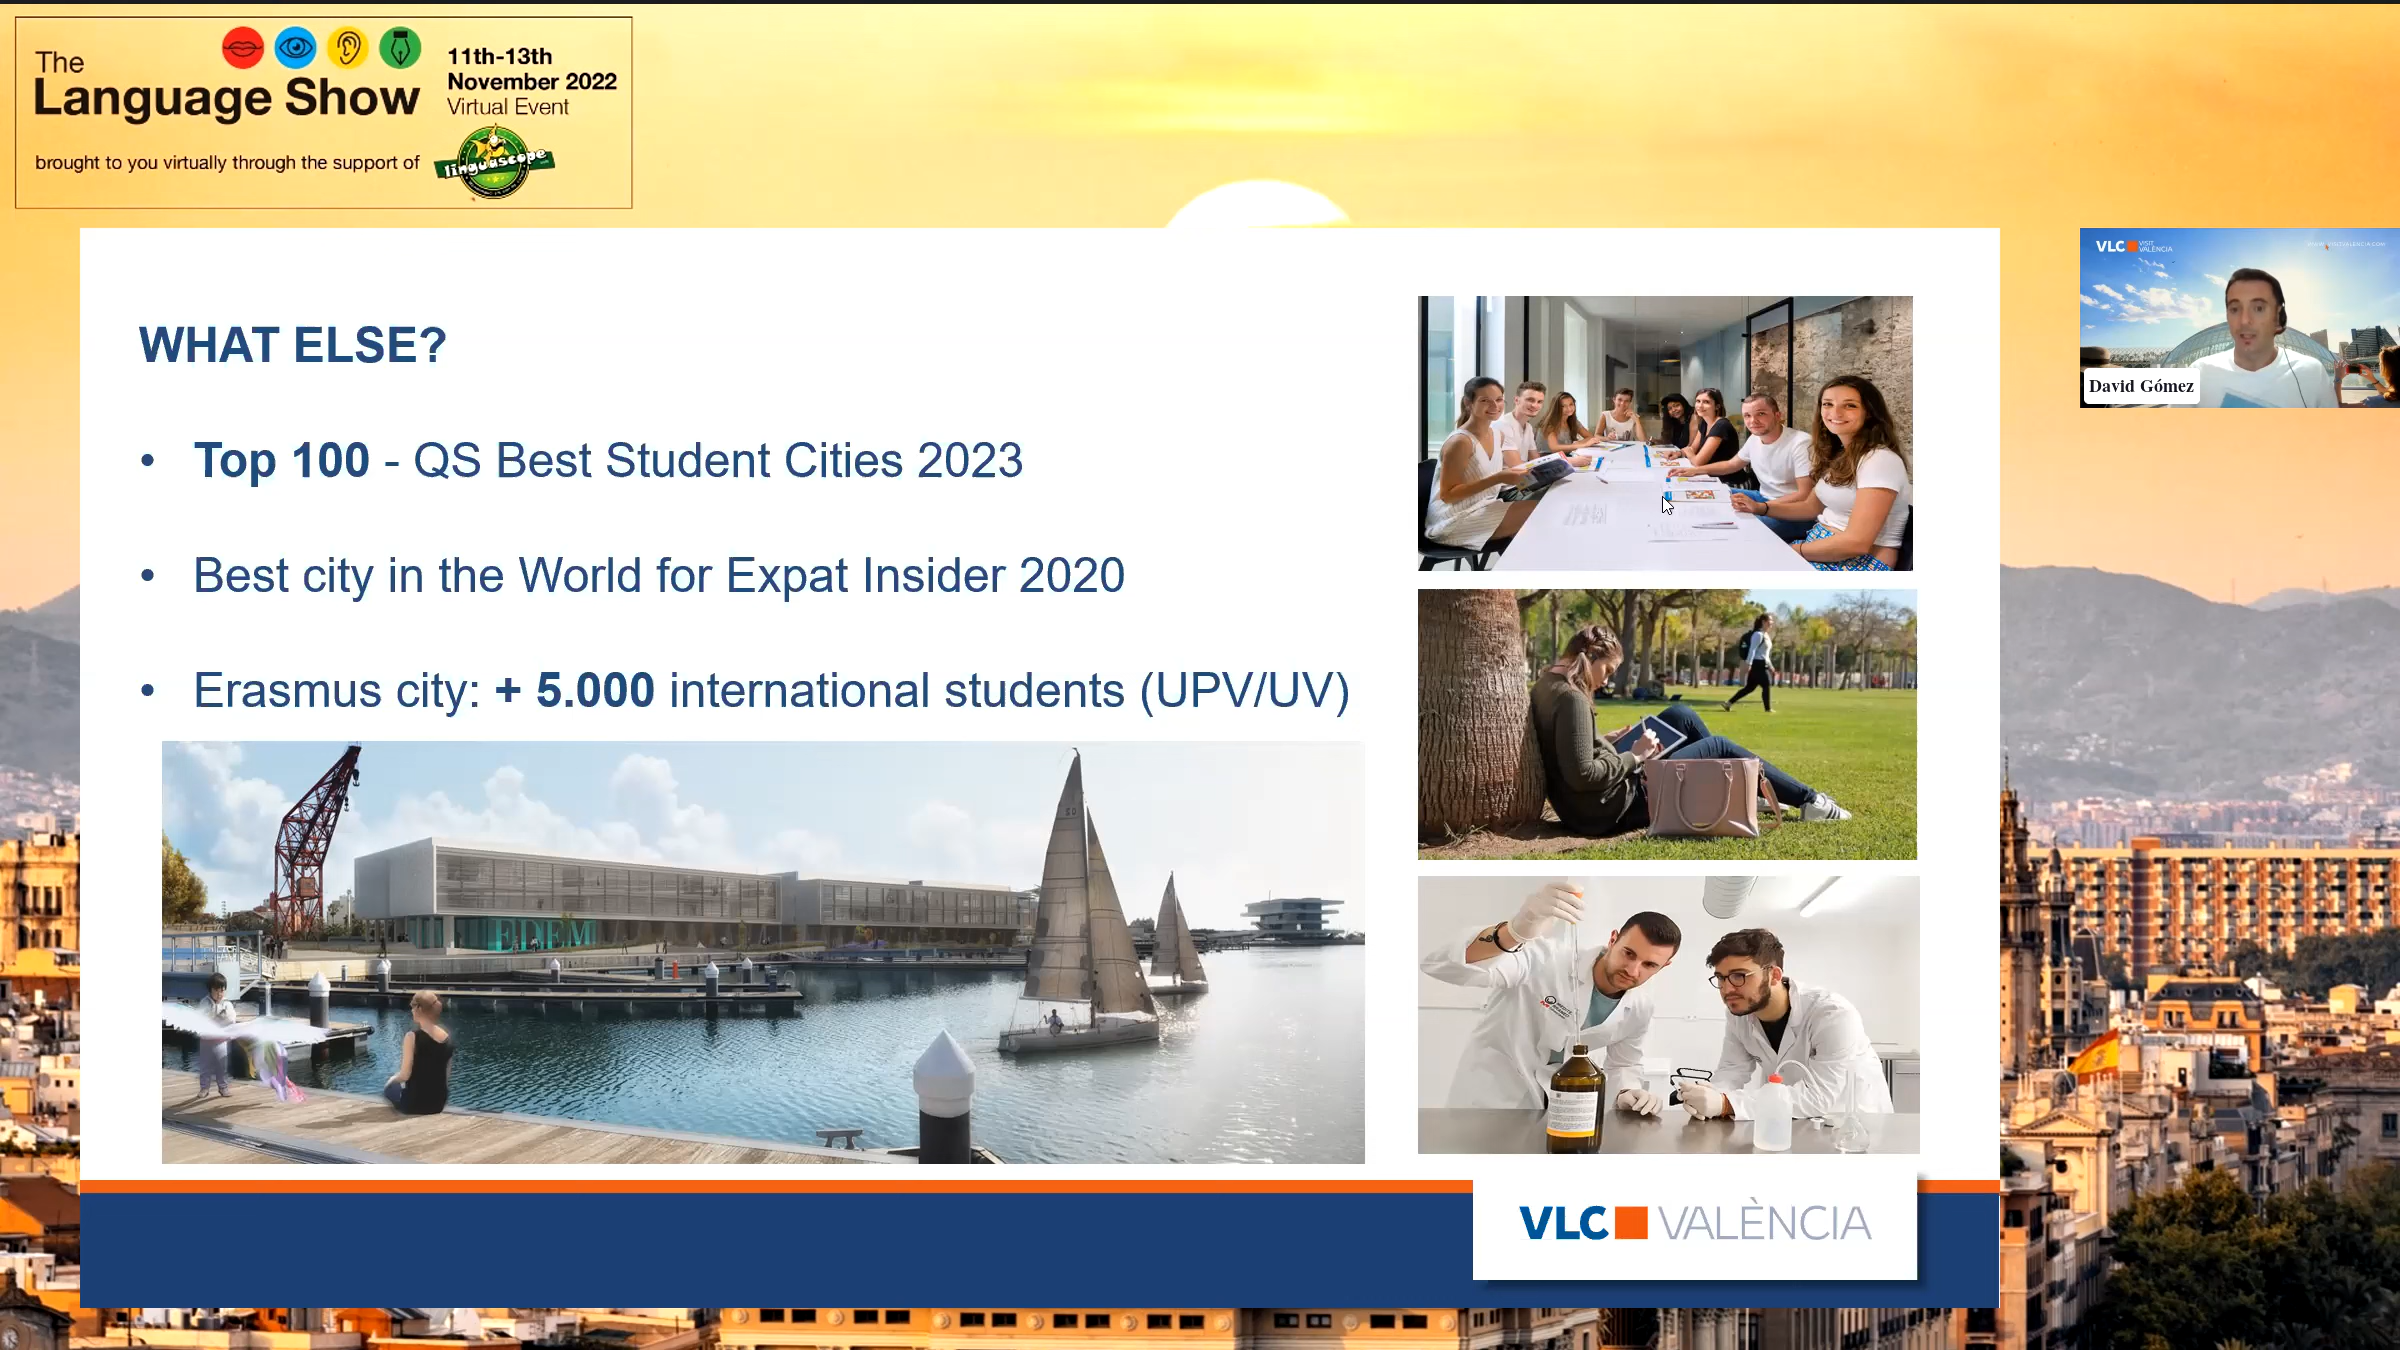 The
Language Show
11th-13th
November 2022
Virtual Event
brought to you virtually through the support of
linguascope
VLC VISIT
VALÈNCIA
David Gómez
WHAT ELSE?
• Top 100 - QS Best Student Cities 2023
• Best city in the World for Expat Insider 2020
• Erasmus city: + 5.000 international students (UPV/UV)
EDEM
VLC VALÈNCIA